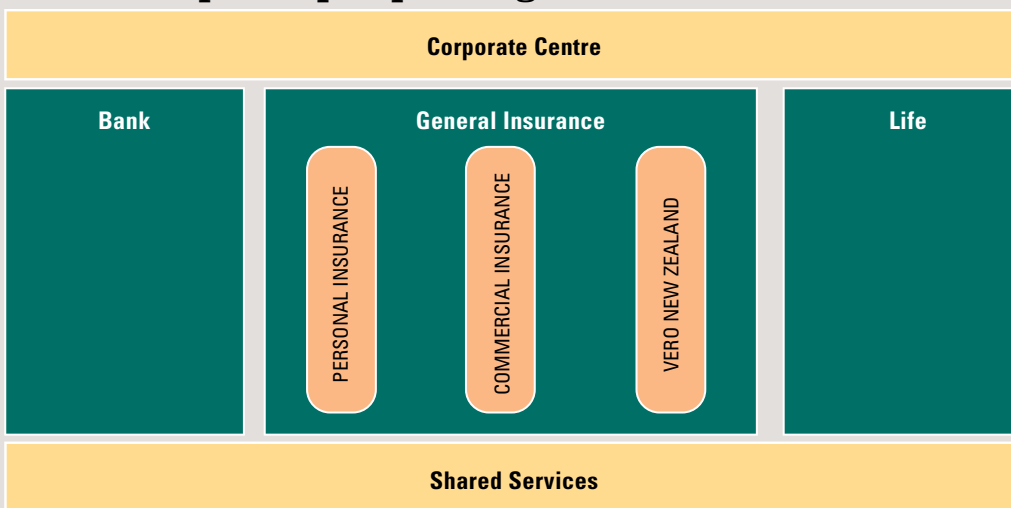 Corporate Centre
Bank
General Insurance
Life
PERSONAL INSURANCE
COMMERCIAL INSURANCE
VERO NEW ZEALAND
Shared Services